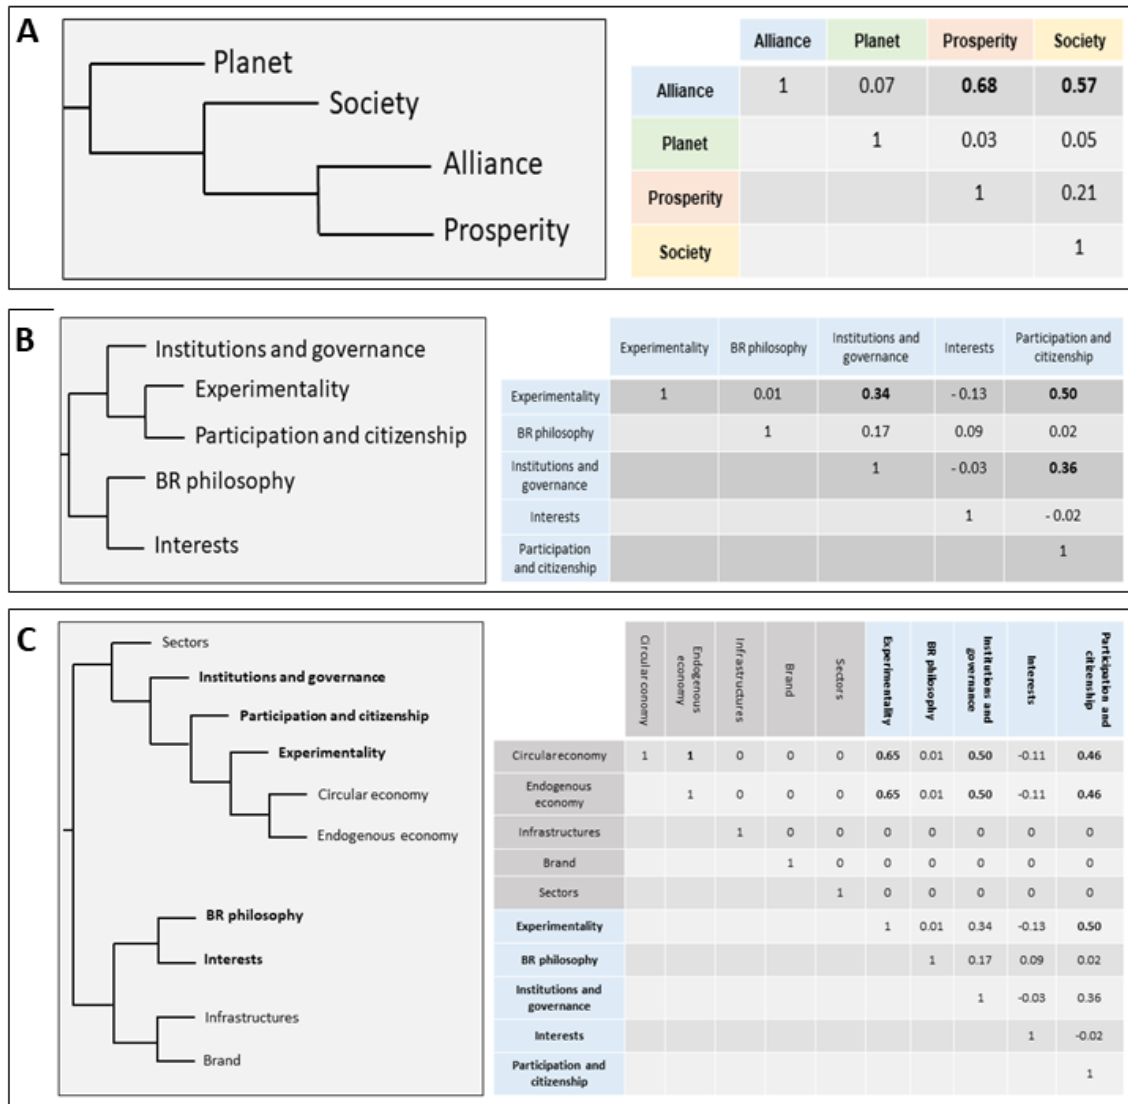 A
Planet
Society
Alliance
Prosperity
Alliance Planet Prosperity Society
Alliance 1 0.07 0.68 0.57
Planet 1 0.03 0.05
Prosperity 1 0.21
Society 1
B
Institutions and governance
Experimentality
Participation and citizenship
BR philosophy
Interests
Experimentality BR philosophy Institutions and governance Interests Participation and citizenship
Experimentality 1 0.01 0.34 - 0.13 0.50
BR philosophy 1 0.17 0.09 0.02
Institutions and governance 1 - 0.03 0.36
Interests 1 - 0.02
Participation and citizenship 1
C
Sectors
Institutions and governance
Participation and citizenship
Experimentality
Circular economy
Endogenous economy
BR philosophy
Interests
Infrastructures
Brand
Circular conomy Endogenous economy Infrastructures Brand Sectors Experimentality BR philosophy Institutions and governance Interests Participation and citizenship
Circular economy 1 1 0 0 0 0.65 0.01 0.50 -0.11 0.46
Endogenous economy 1 0 0 0 0.65 0.01 0.50 -0.11 0.46
Infrastructures 1 0 0 0 0 0 0 0
Brand 1 0 0 0 0 0 0
Sectors 1 0 0 0 0 0
Experimentality 1 0.01 0.34 -0.13 0.50
BR philosophy 1 0.17 0.09 0.02
Institutions and governance 1 -0.03 0.36
Interests 1 -0.02
Participation and citizenship 1